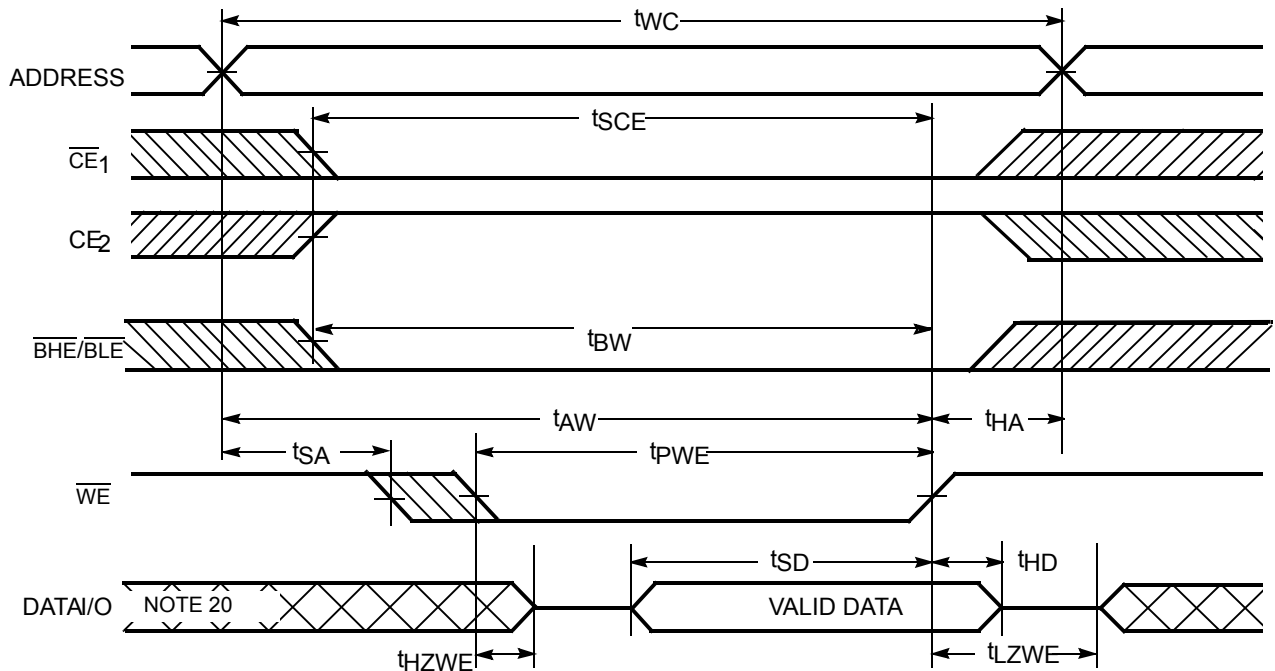 tWC
ADDRESS
tSCE
CE1
CE2
tBW
BHE/BLE
tAW
tHA
tSA
tPWE
WE
tSD
tHD
DATAI/O
NOTE 20
VALID DATA
tHZWE
tLZWE